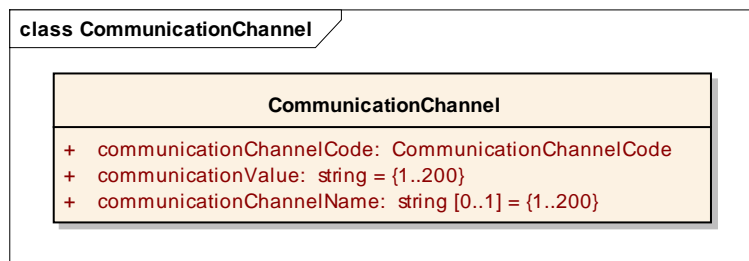 class CommunicationChannel
CommunicationChannel
+ communicationChannelCode: CommunicationChannelCode
+ communicationValue: string = {1..200}
+ communicationChannelName: string [0..1] = {1..200}